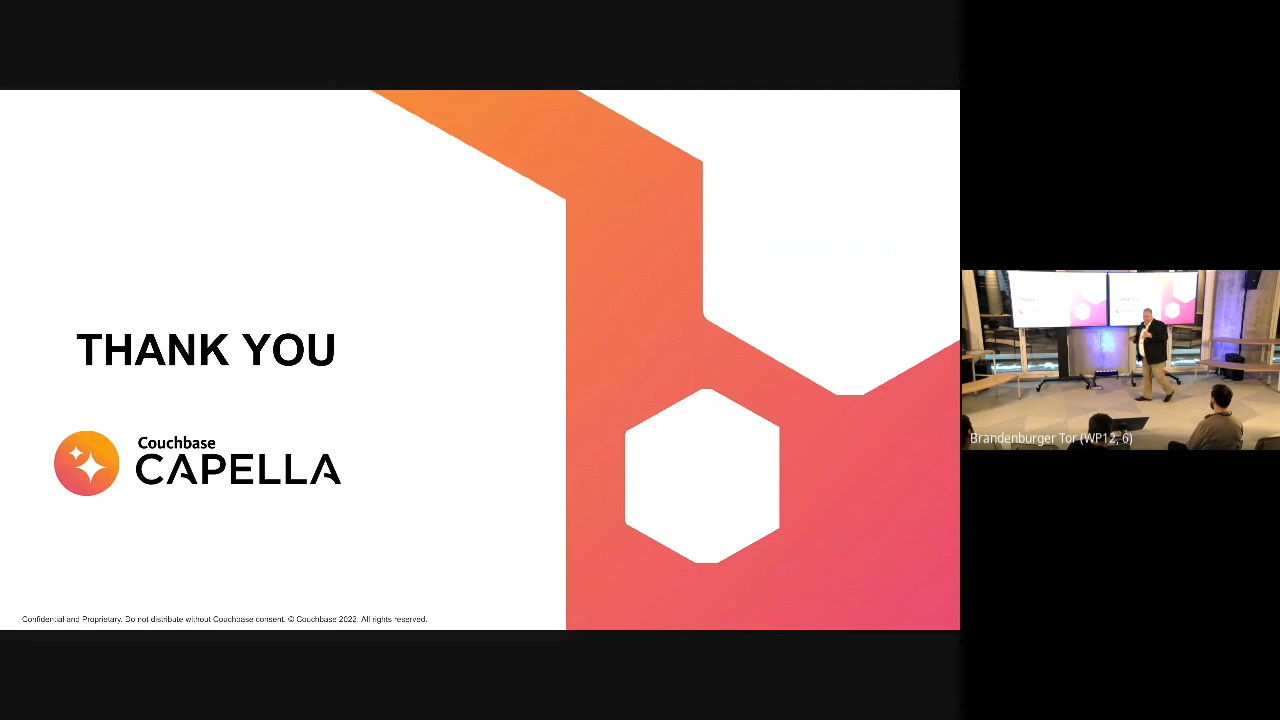 THANK YOU
Couchbase
CAPELLA
Confidential and Proprietary. Do not distribute without Couchbase consent. © Couchbase 2022. All rights reserved.
Brandenburger Tor (WP12, 6)